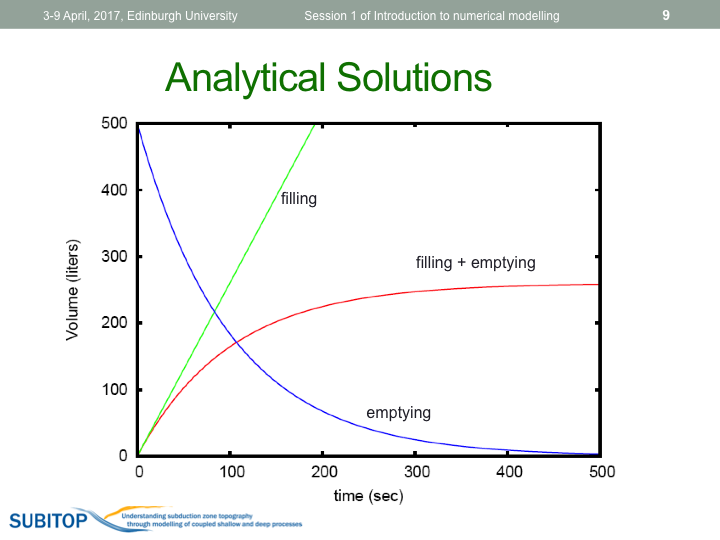 3-9 April, 2017, Edinburgh University Session 1 of Introduction to numerical modelling 9
Analytical Solutions
500
400
300
200
100
0
Volume (liters)
filling
filling + emptying
emptying
0 100 200 300 400 500
time (sec)
SUBITOP
Understanding subduction zone topography
through modelling of coupled shallow and deep processes